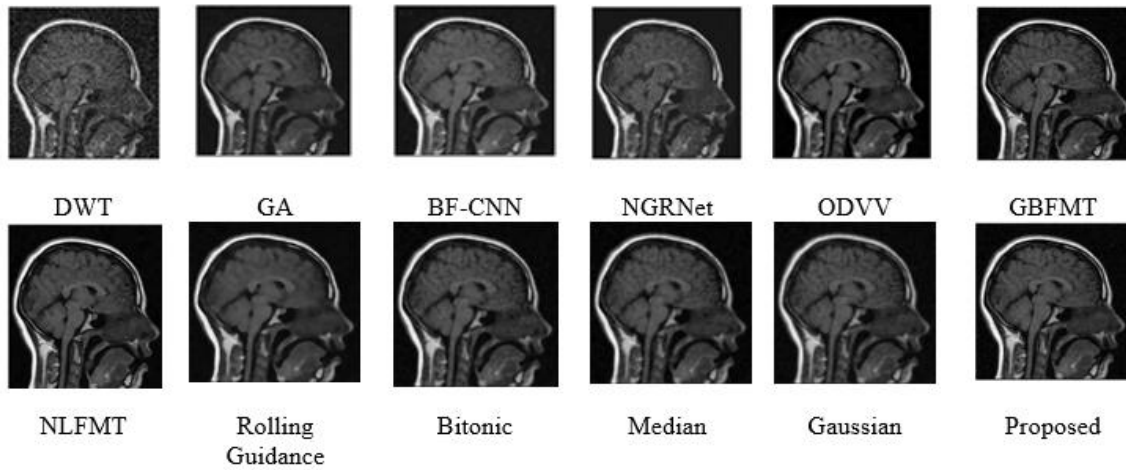 DWT
GA
BF-CNN
NGRNet
ODVV
GBFMT
NLFMT
Rolling
Guidance
Bitonic
Median
Gaussian
Proposed